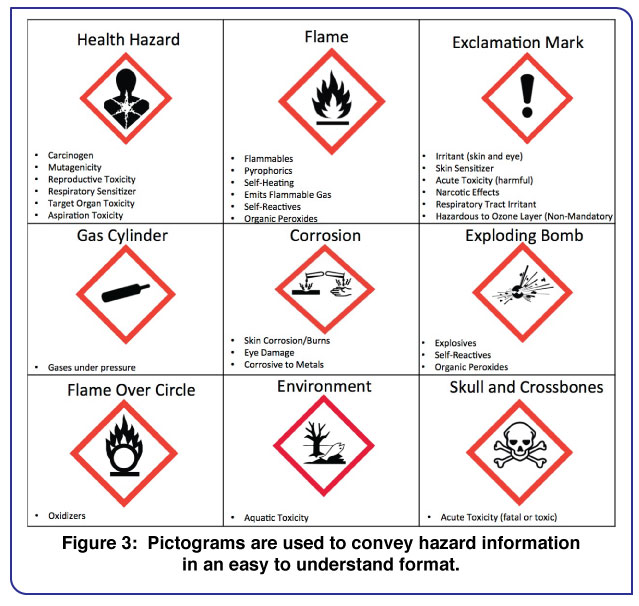 Health Hazard
• Carcinogen
• Mutagenicity
• Reproductive Toxicity
• Respiratory Sensitizer
• Target Organ Toxicity
• Aspiration Toxicity
Flame
• Flammables
• Pyrophorics
• Self-Heating
• Emits Flammable Gas
• Self-Reactives
• Organic Peroxides
Exclamation Mark
• Irritant (skin and eye)
• Skin Sensitizer
• Acute Toxicity (harmful)
• Narcotic Effects
• Respiratory Tract Irritant
• Hazardous to Ozone Layer (Non-Mandatory
Gas Cylinder
• Gases under pressure
Corrosion
• Skin Corrosion/Burns
• Eye Damage
• Corrosive to Metals
Exploding Bomb
• Explosives
• Self-Reactives
• Organic Peroxides
Flame Over Circle
• Oxidizers
Environment
• Aquatic Toxicity
Skull and Crossbones
• Acute Toxicity (fatal or toxic)
Figure 3: Pictograms are used to convey hazard information
in an easy to understand format.